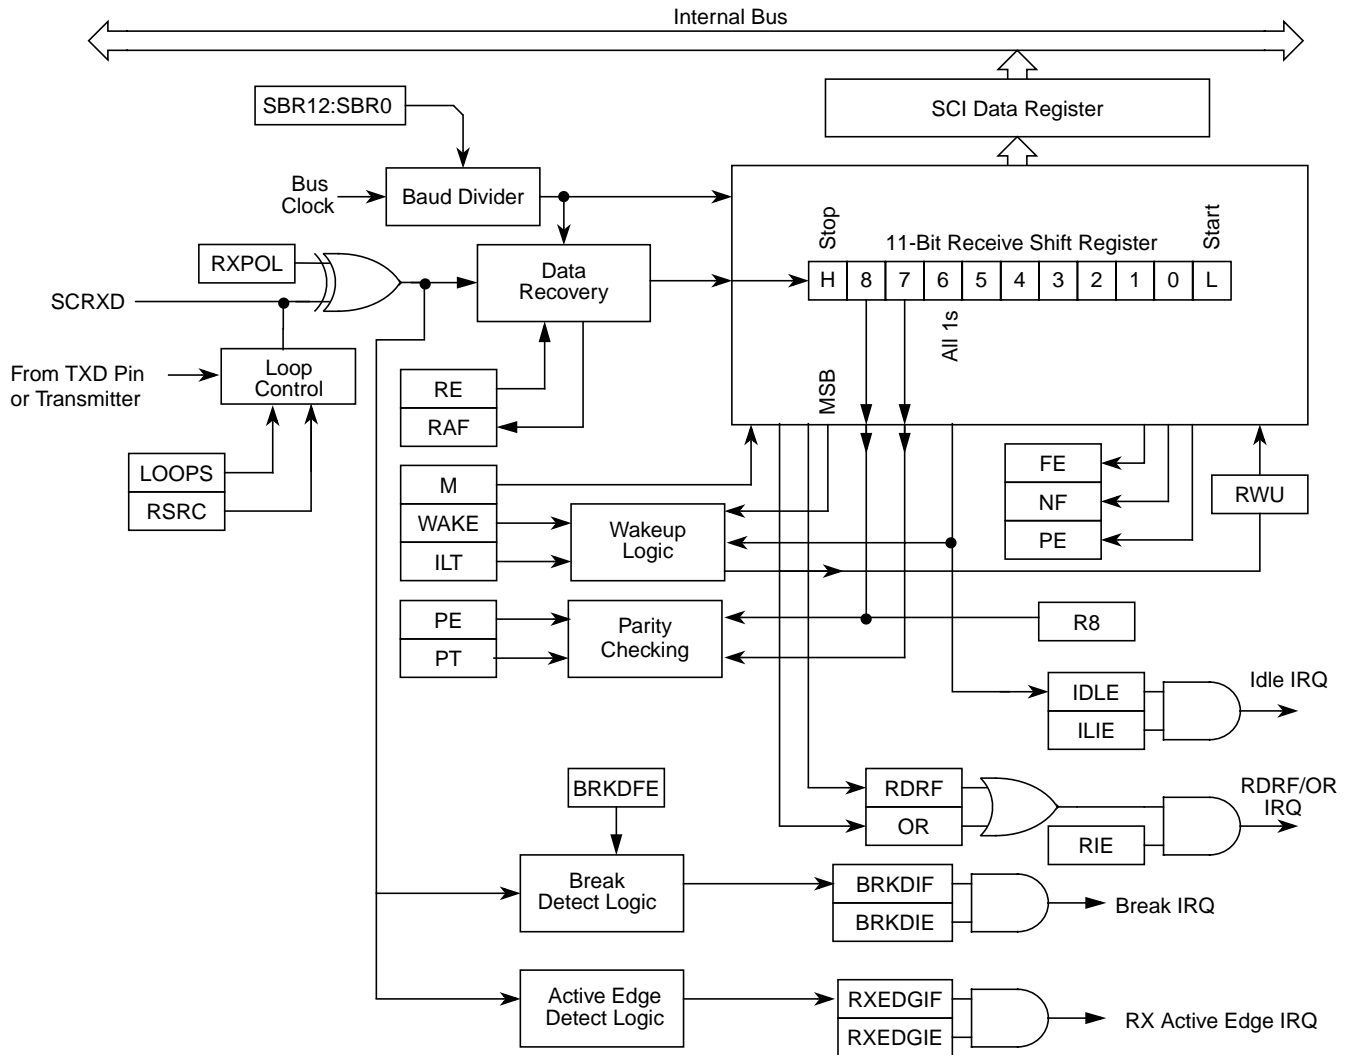 Internal Bus
SBR12:SBR0
SCI Data Register
Bus
Clock
Baud Divider
Stop
11-Bit Receive Shift Register
Start
RXPOL
Data
Recovery
H 8 7 6 5 4 3 2 1 0 L
SCRXD
All 1s
From TXD Pin
or Transmitter
Loop
Control
MSB
RE
RAF
LOOPS
RSRC
M
WAKE
ILT
Wakeup
Logic
FE
NF
PE
RWU
PE
PT
Parity
Checking
R8
IDLE
ILIE
Idle IRQ
BRKDFE
RDRF
OR
RIE
RDRF/OR
IRQ
Break
Detect Logic
BRKDIF
BRKDIE
Break IRQ
Active Edge
Detect Logic
RXEDGIF
RXEDGIE
RX Active Edge IRQ